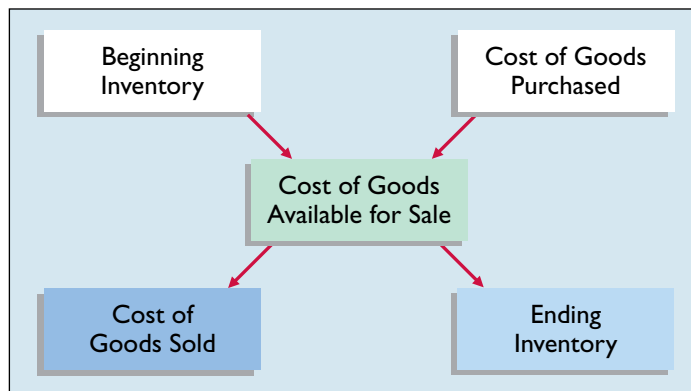 Beginning
Inventory
Cost of Goods
Purchased
Cost of Goods
Available for Sale
Cost of
Goods Sold
Ending
Inventory